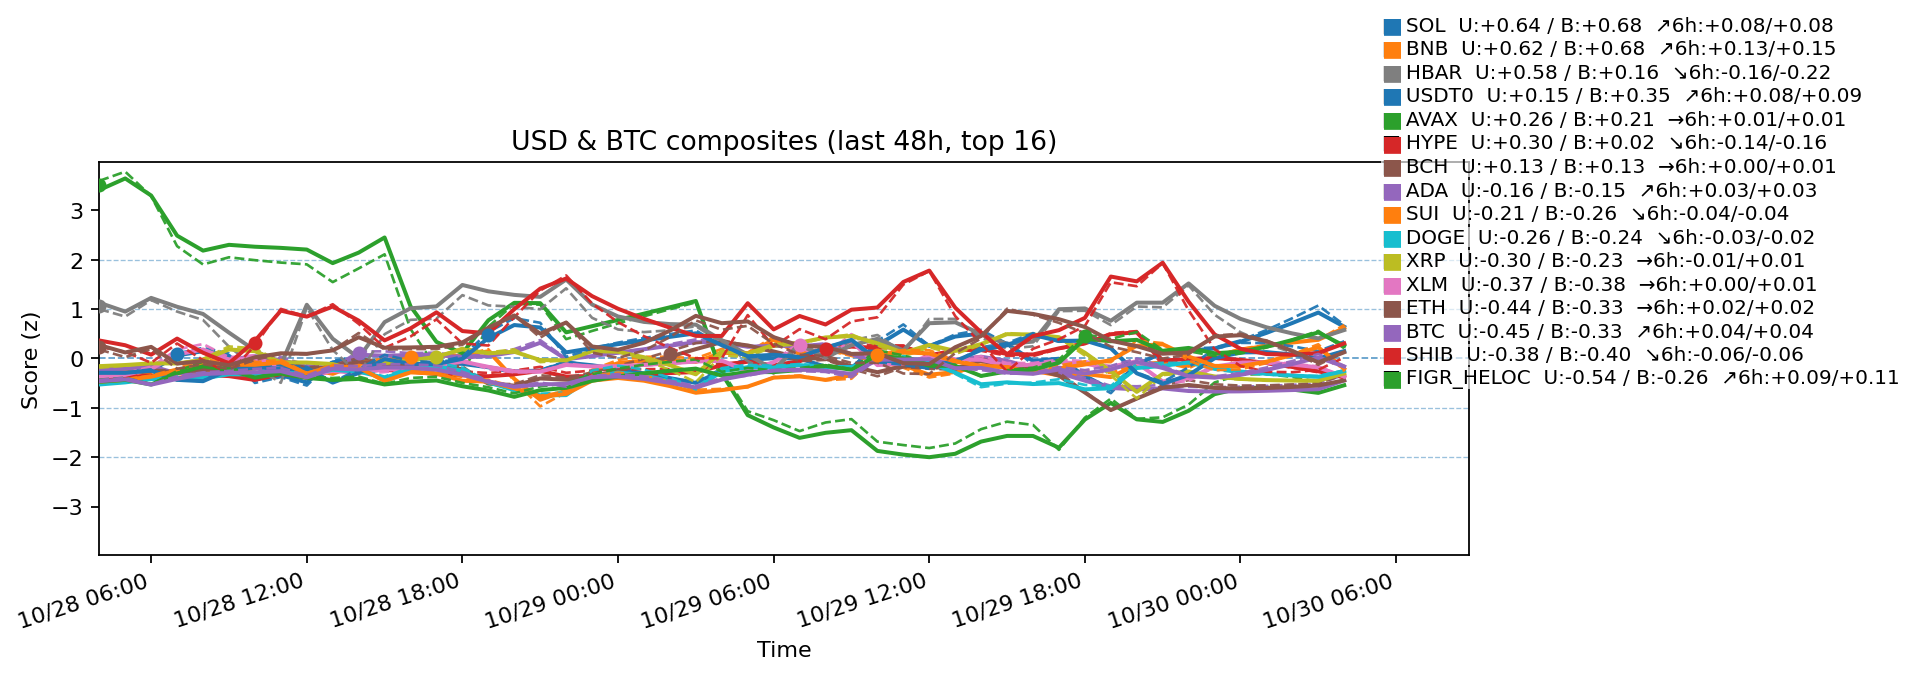 SOL  U:+0.64 / B:+0.68  ↗6h:+0.08/+0.08
BNB  U:+0.62 / B:+0.68  ↗6h:+0.13/+0.15
HBAR  U:+0.58 / B:+0.16  ↘6h:-0.16/-0.22
USDT0  U:+0.15 / B:+0.35  ↗6h:+0.08/+0.09
AVAX  U:+0.26 / B:+0.21  →6h:+0.01/+0.01
HYPE  U:+0.30 / B:+0.02  ↘6h:-0.14/-0.16
BCH  U:+0.13 / B:+0.13  →6h:+0.00/+0.01
ADA  U:-0.16 / B:-0.15  ↗6h:+0.03/+0.03
SUI  U:-0.21 / B:-0.26  ↘6h:-0.04/-0.04
DOGE  U:-0.26 / B:-0.24  ↘6h:-0.03/-0.02
XRP  U:-0.30 / B:-0.23  →6h:-0.01/+0.01
XLM  U:-0.37 / B:-0.38  →6h:+0.00/+0.01
ETH  U:-0.44 / B:-0.33  →6h:+0.02/+0.02
BTC  U:-0.45 / B:-0.33  ↗6h:+0.04/+0.04
SHIB  U:-0.38 / B:-0.40  ↘6h:-0.06/-0.06
FIGR_HELOC  U:-0.54 / B:-0.26  ↗6h:+0.09/+0.11
USD & BTC composites (last 48h, top 16)
Score (z)
3
2
1
0
−1
−2
−3
10/28 06:00
10/28 12:00
10/28 18:00
10/29 00:00
10/29 06:00
10/29 12:00
10/29 18:00
10/30 00:00
10/30 06:00
Time